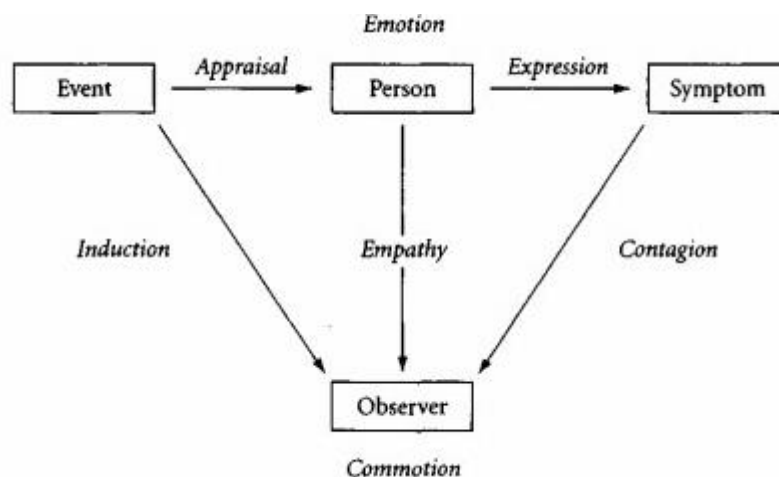 Emotion
Appraisal
Expression
Event
Person
Symptom
Induction
Empathy
Contagion
Observer
Commotion